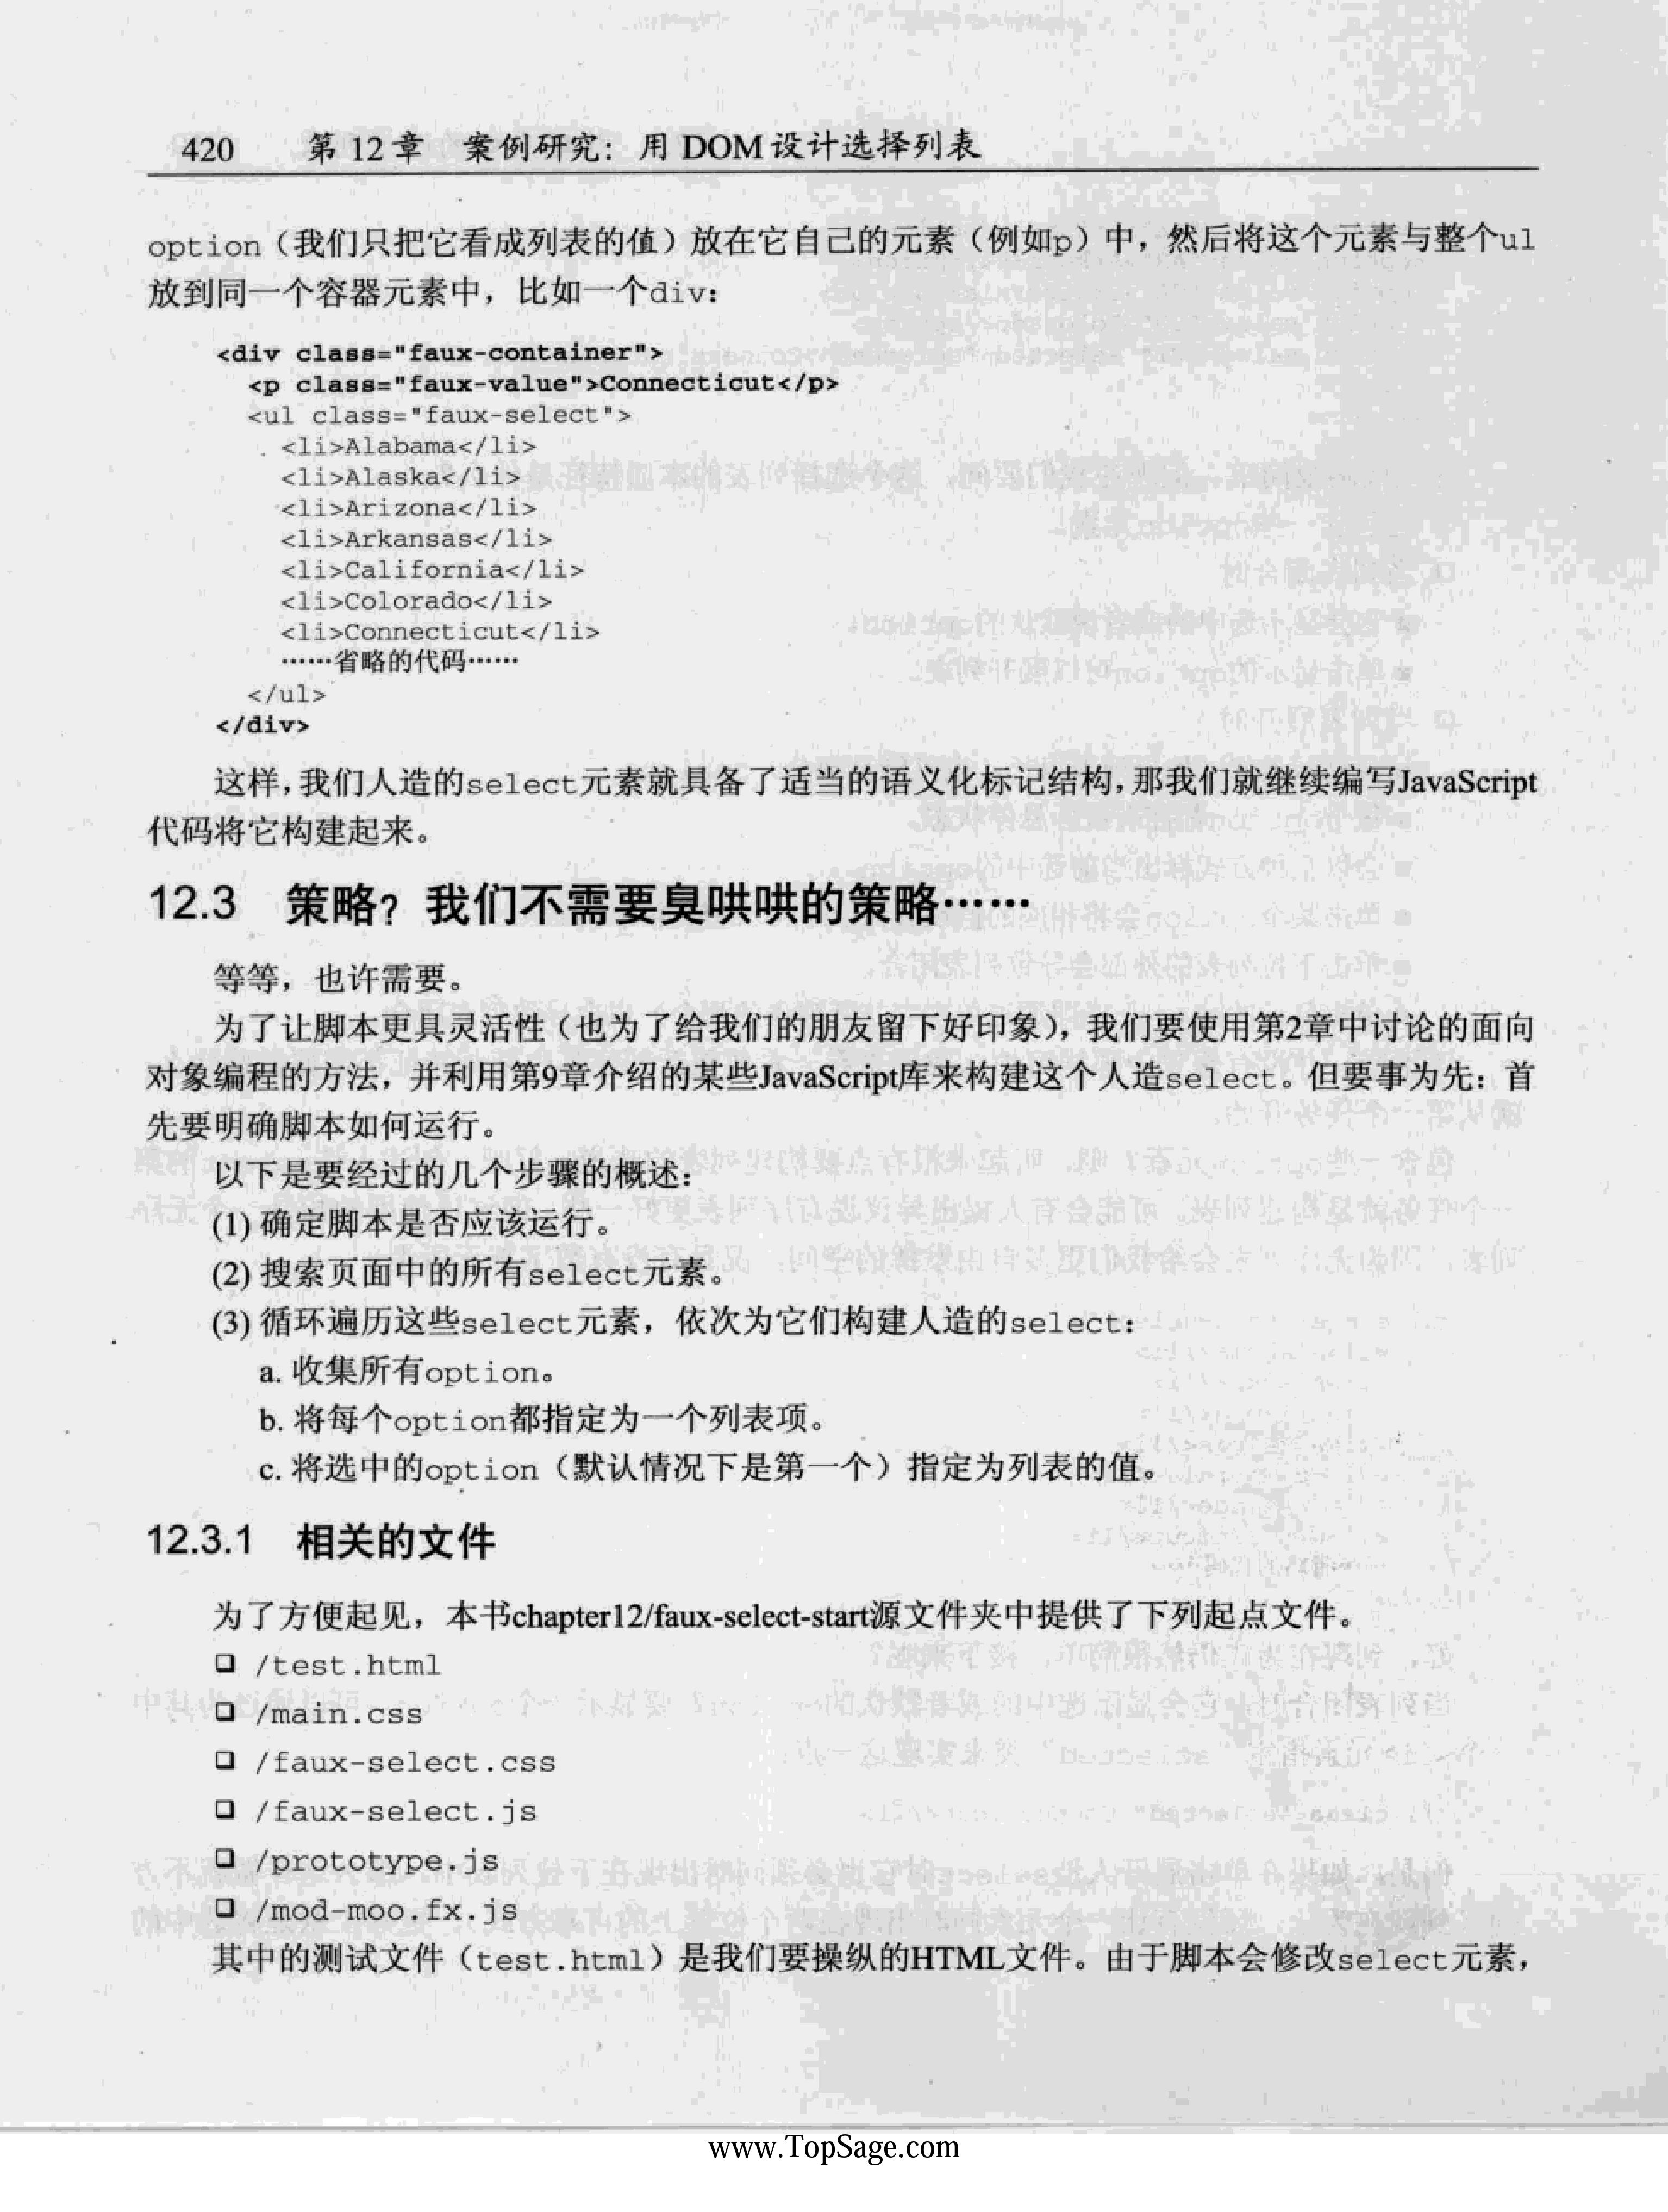 420 第 12 章 案例研究：用 DOM 设计选择列表
option（我们只把它看成列表的值）放在它自己的元素（例如p）中，然后将这个元素与整个ul
放到同一个容器元素中，比如一个div：
<div class="faux-container">
<p class="faux-value">Connecticut</p>
<ul class="faux-select">
<li>Alabama</li>
<li>Alaska</li>
<li>Arizona</li>
<li>Arkansas</li>
<li>California</li>
<li>Colorado</li>
<li>Connecticut</li>
……省略的代码……
</ul>
</div>
这样，我们人造的select元素就具备了适当的语义化标记结构，那我们就继续编写JavaScript
代码将它构建起来。
12.3 策略？我们不需要臭哄哄的策略……
等等，也许需要。
为了让脚本更具灵活性（也为了给我们的朋友留下好印象），我们要使用第2章中讨论的面向
对象编程的方法，并利用第9章介绍的某些JavaScript库来构建这个人造select。但要事为先：首
先要明确脚本如何运行。
以下是要经过的几个步骤的概述：
(1) 确定脚本是否应该运行。
(2) 搜索页面中的所有select元素。
(3) 循环遍历这些select元素，依次为它们构建人造的select：
a. 收集所有option。
b. 将每个option都指定为一个列表项。
c. 将选中的option（默认情况下是第一个）指定为列表的值。
12.3.1 相关的文件
为了方便起见，本书chapter12/faux-select-start源文件夹中提供了下列起点文件。
❑ /test.html
❑ /main.css
❑ /faux-select.css
❑ /faux-select.js
❑ /prototype.js
❑ /mod-moo.fx.js
其中的测试文件（test.html）是我们要操纵的HTML文件。由于脚本会修改select元素，
www.TopSage.com